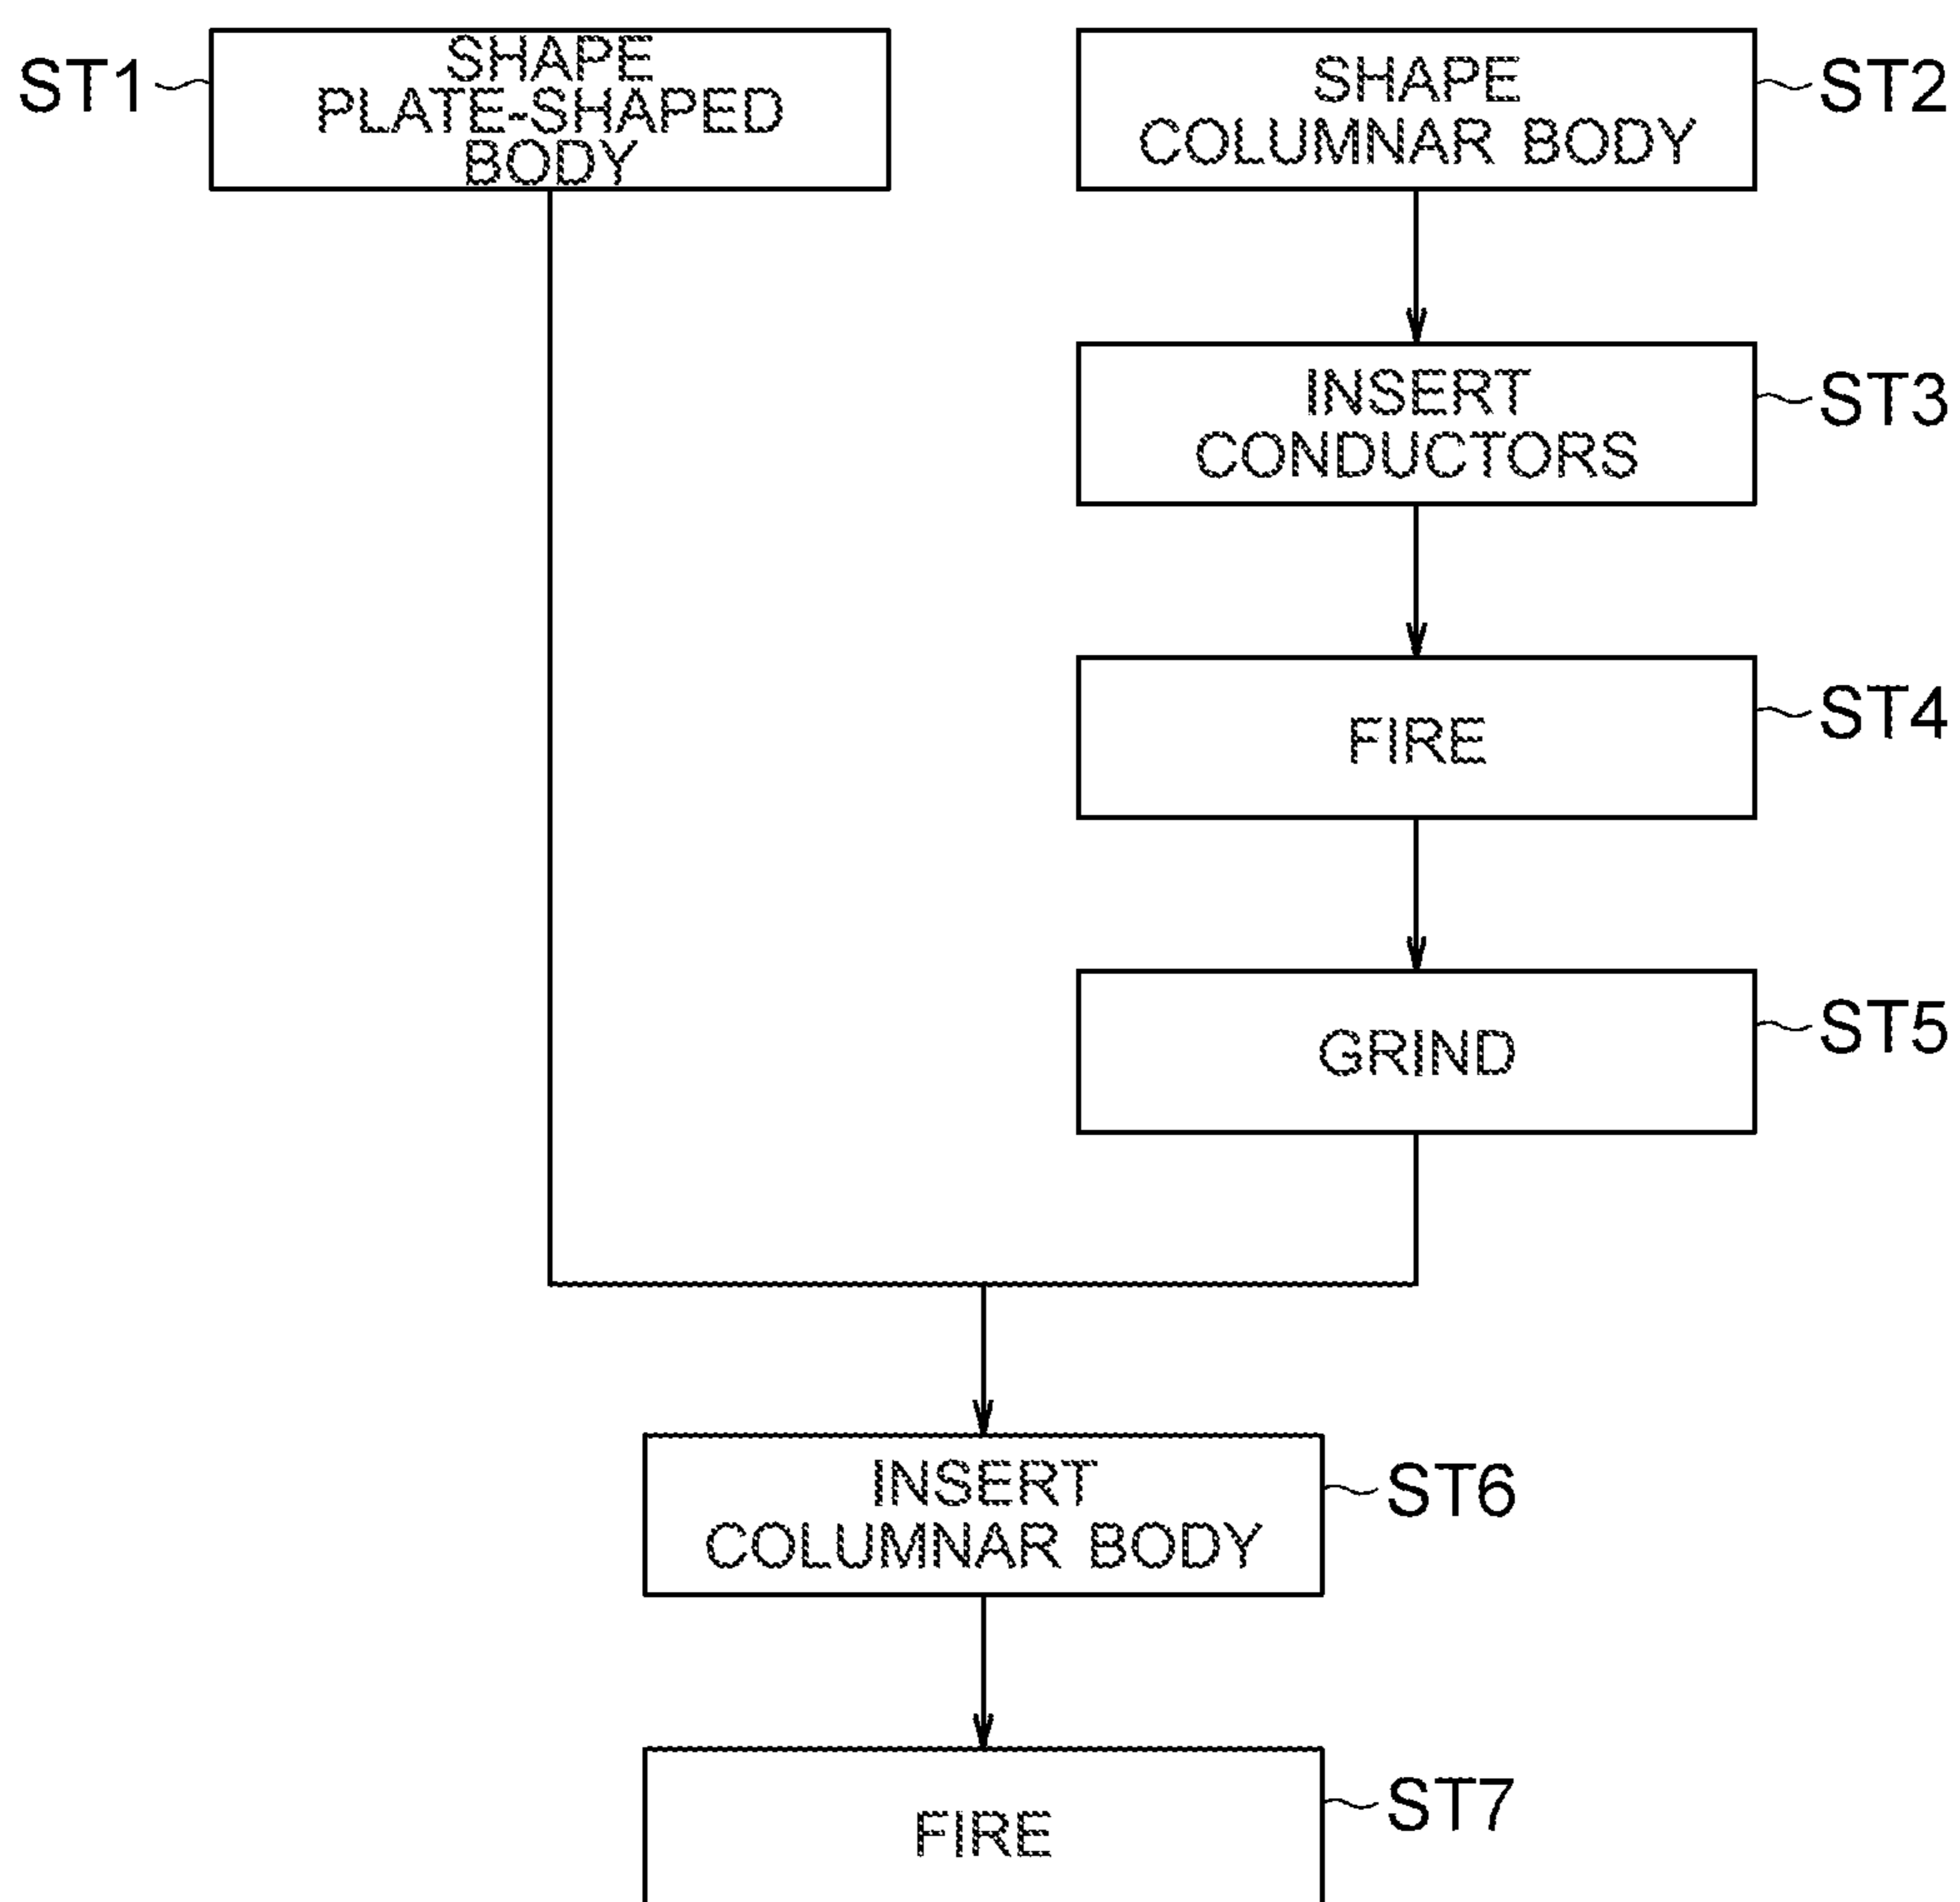 ST1
SHAPE
PLATE-SHAPED
BODY
SHAPE
COLUMNAR BODY
ST2
INSERT
CONDUCTORS
ST3
FIRE
ST4
GRIND
ST5
INSERT
COLUMNAR BODY
ST6
FIRE
ST7